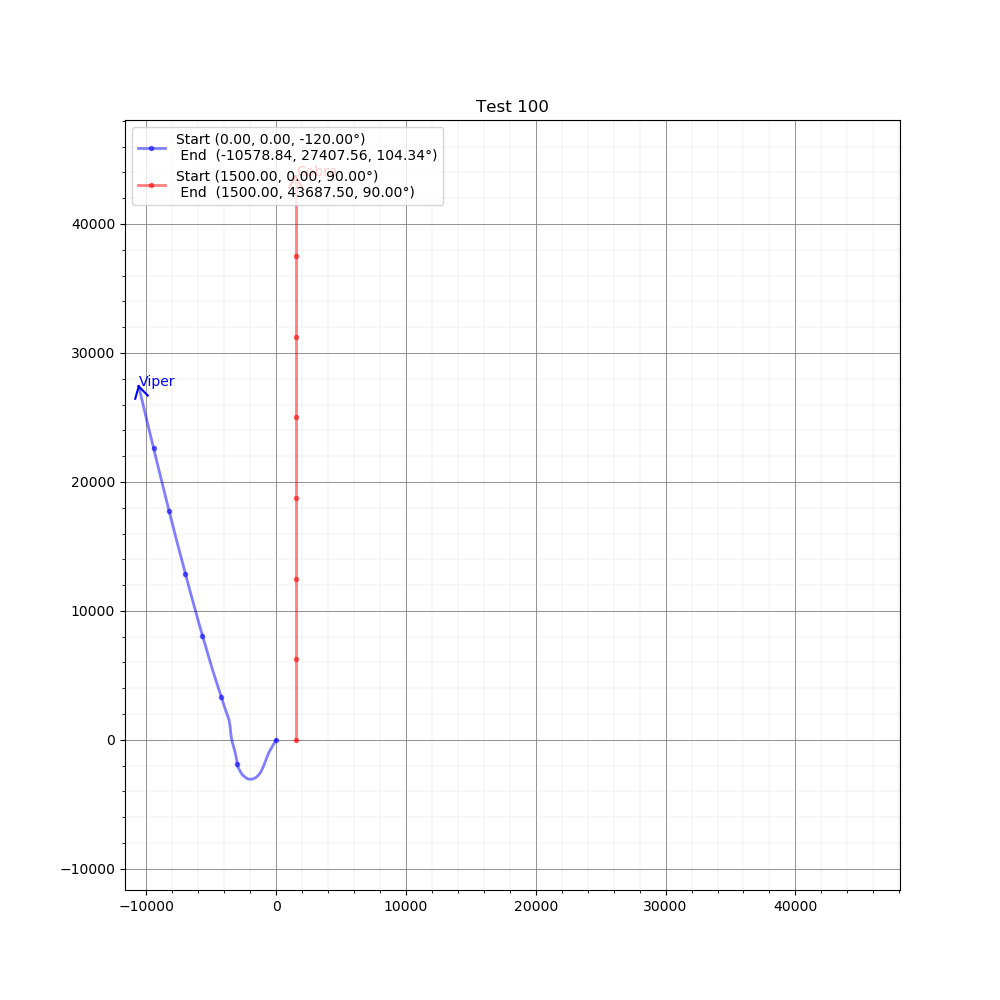 Test 100
Start (0.00, 0.00, -120.00°)
End (-10578.84, 27407.56, 104.34°)
Start (1500.00, 0.00, 90.00°)
End (1500.00, 43687.50, 90.00°)
40000
30000
Viper
20000
10000
0
−10000
−10000 0 10000 20000 30000 40000